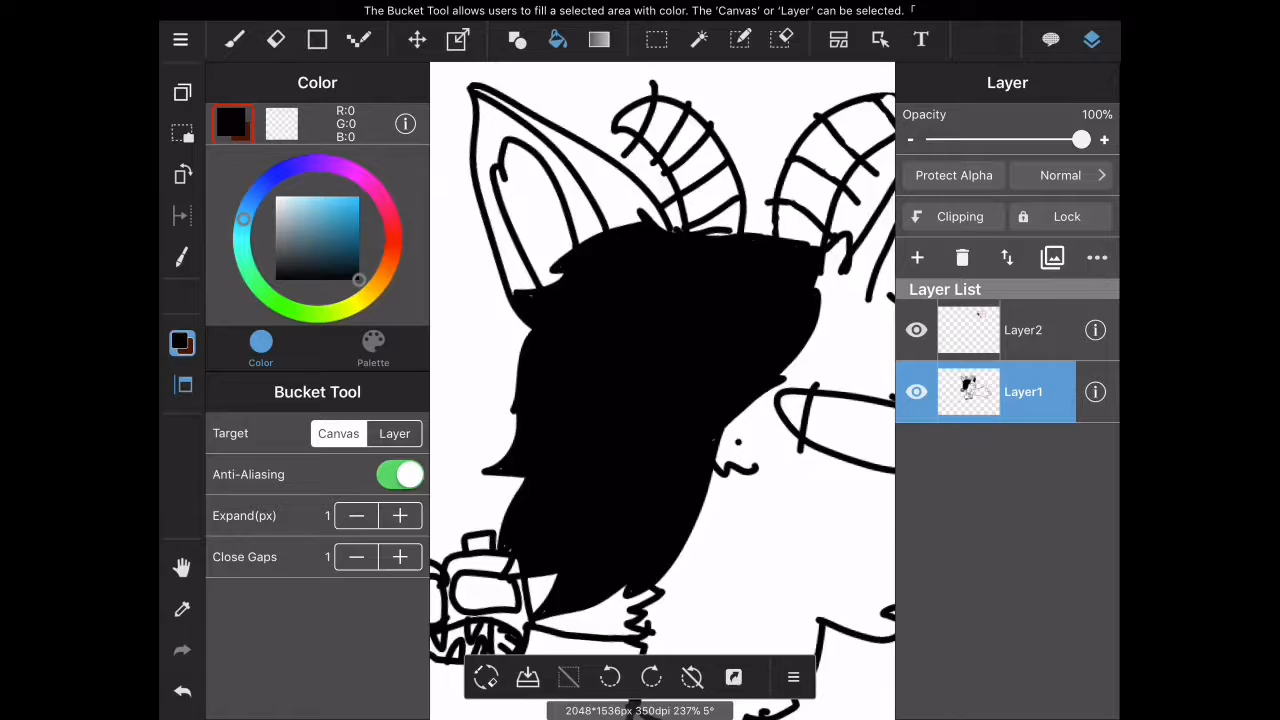 The Bucket Tool allows users to fill a selected area with color. The ‘Canvas’ or ‘Layer’ can be selected.「
T
Color
R:0
G:0
B:0
Color
Palette
Bucket Tool
Target
Canvas
Layer
Anti-Aliasing
Expand(px)
1
Close Gaps
1
Layer
Opacity
100%
-
+
Protect Alpha
Normal
Clipping
Lock
Layer List
Layer2
Layer1
2048*1536px 350dpi 237% 5°